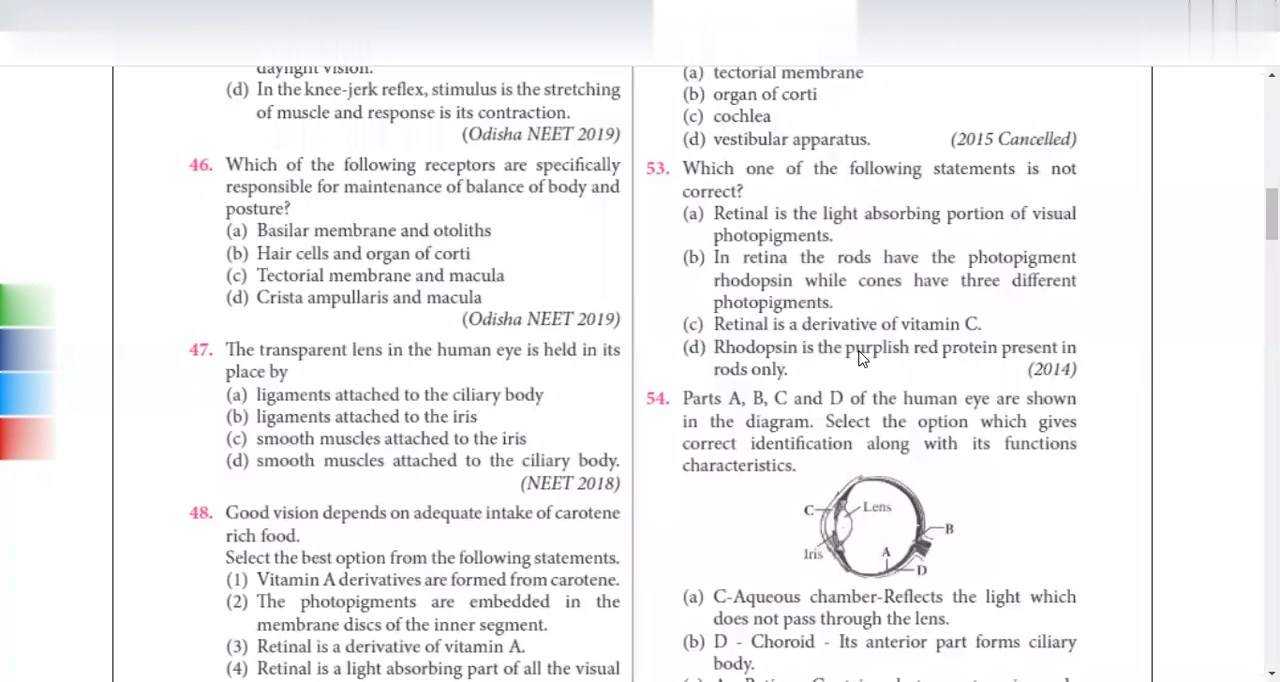 daylight vision.
(d) In the knee-jerk reflex, stimulus is the stretching
of muscle and response is its contraction.
(Odisha NEET 2019)
46. Which of the following receptors are specifically
responsible for maintenance of balance of body and
posture?
(a) Basilar membrane and otoliths
(b) Hair cells and organ of corti
(c) Tectorial membrane and macula
(d) Crista ampullaris and macula
(Odisha NEET 2019)
47. The transparent lens in the human eye is held in its
place by
(a) ligaments attached to the ciliary body
(b) ligaments attached to the iris
(c) smooth muscles attached to the iris
(d) smooth muscles attached to the ciliary body.
(NEET 2018)
48. Good vision depends on adequate intake of carotene
rich food.
Select the best option from the following statements.
(1) Vitamin A derivatives are formed from carotene.
(2) The photopigments are embedded in the
membrane discs of the inner segment.
(3) Retinal is a derivative of vitamin A.
(4) Retinal is a light absorbing part of all the visual
(a) tectorial membrane
(b) organ of corti
(c) cochlea
(d) vestibular apparatus. (2015 Cancelled)
53. Which one of the following statements is not
correct?
(a) Retinal is the light absorbing portion of visual
photopigments.
(b) In retina the rods have the photopigment
rhodopsin while cones have three different
photopigments.
(c) Retinal is a derivative of vitamin C.
(d) Rhodopsin is the purplish red protein present in
rods only. (2014)
54. Parts A, B, C and D of the human eye are shown
in the diagram. Select the option which gives
correct identification along with its functions
characteristics.
C
Lens
B
Iris
A
D
(a) C-Aqueous chamber-Reflects the light which
does not pass through the lens.
(b) D - Choroid - Its anterior part forms ciliary
body.